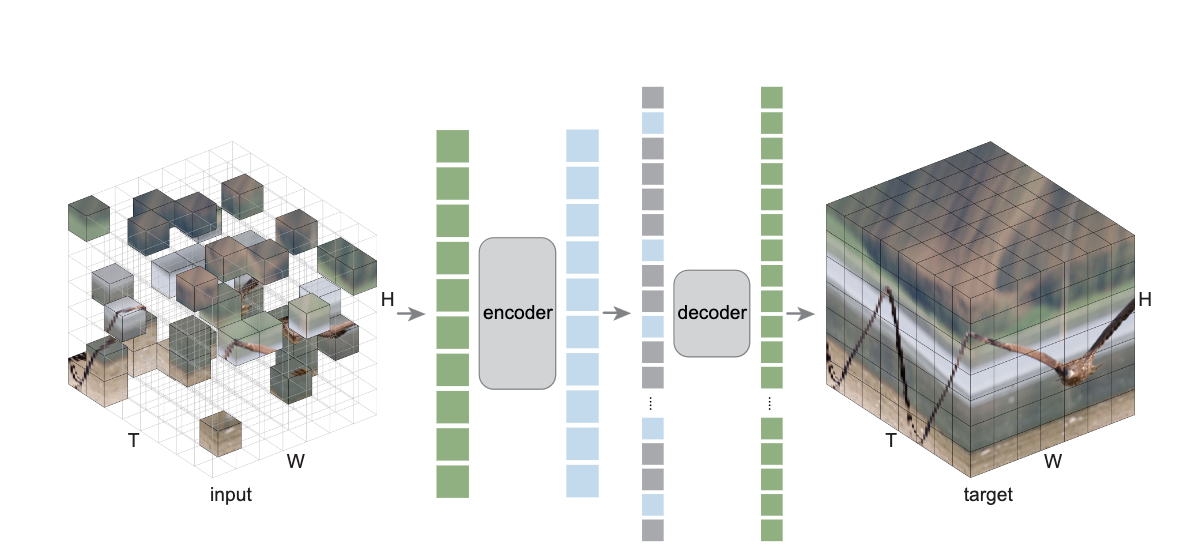 H
T
W
input
encoder
decoder
H
T
W
target